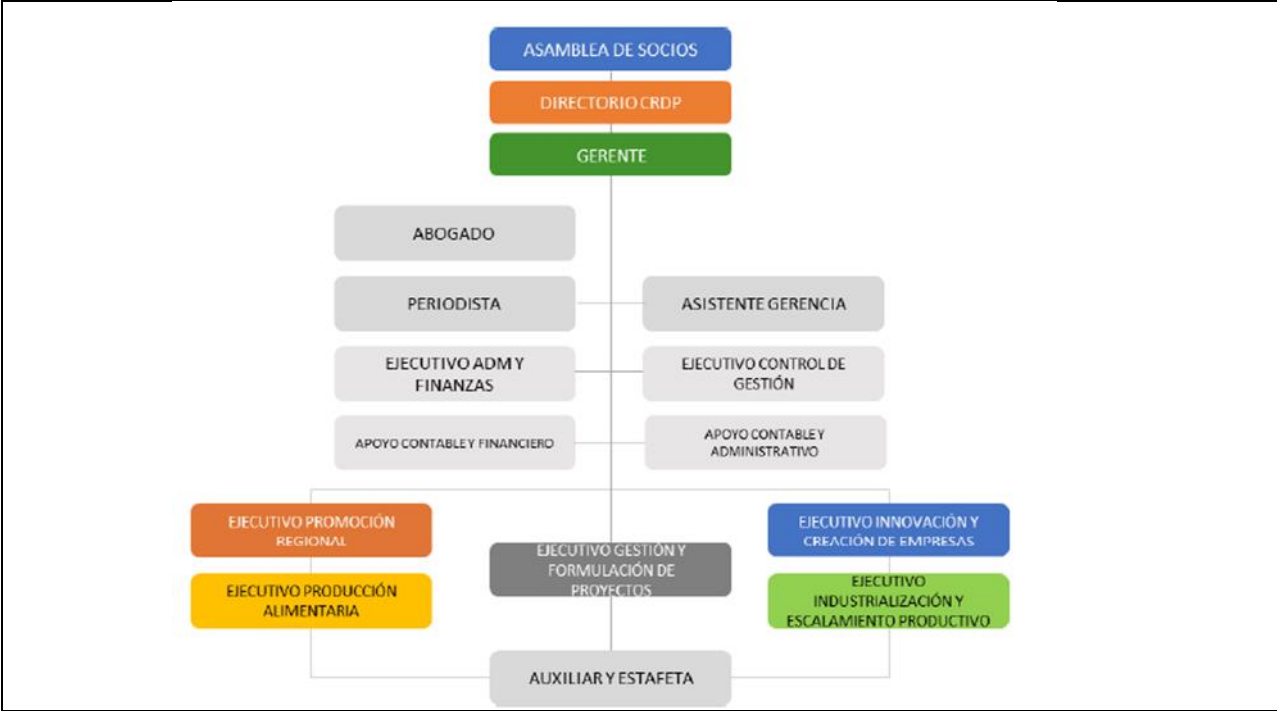 ASAMBLEA DE SOCIOS
DIRECTORIO CRDP
GERENTE
ABOGADO
PERIODISTA
ASISTENTE GERENCIA
EJECUTIVO ADM Y
FINANZAS
EJECUTIVO CONTROL DE
GESTIÓN
APOYO CONTABLE Y FINANCIERO
APOYO CONTABLE Y
ADMINISTRATIVO
EJECUTIVO PROMOCIÓN
REGIONAL
EJECUTIVO INNOVACIÓN Y
CREACIÓN DE EMPRESAS
EJECUTIVO GESTIÓN Y
FORMULACIÓN DE
PROYECTOS
EJECUTIVO PRODUCCIÓN
ALIMENTARIA
EJECUTIVO
INDUSTRIALIZACIÓN Y
ESCALAMIENTO PRODUCTIVO
AUXILIAR Y ESTAFETA